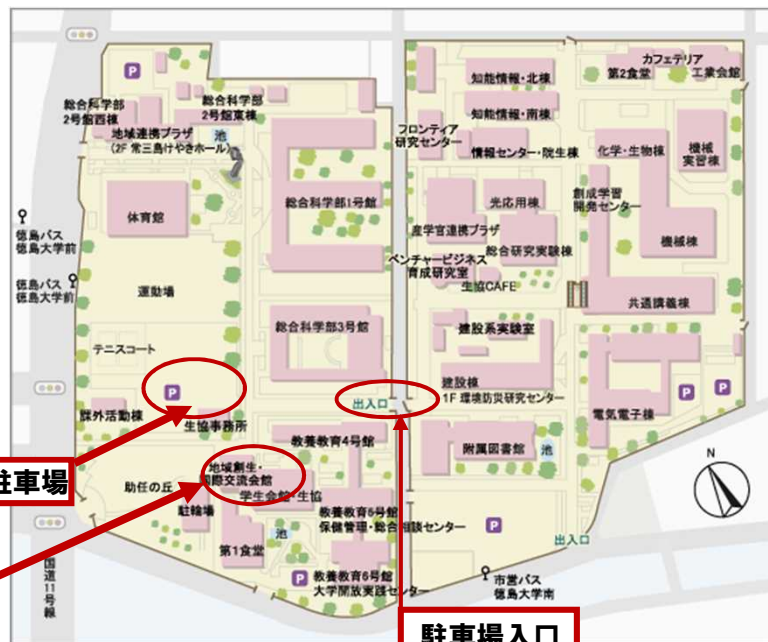 P
総合科学部
2号館西棟
総合科学部
2号館東棟
地域連携プラザ
(2F 常三島けやきホール)
池
体育館
総合科学部1号館
徳島バス
徳島大学前
徳島バス
徳島大学前
運動場
テニスコート
総合科学部3号館
P
課外活動棟
生協事務所
出入口
教養教育4号館
駐車場
助任の丘
地域創生・
国際交流会館
学生会館・生協
駐輪場
教養教育5号館
保健管理・総合相談センター
池
第1食堂
P
教養教育6号館
大学開放実践センター
国道11号線
知能情報・北棟
第2食堂
カフェテリア
工業会館
知能情報・南棟
フロンティア
研究センター
情報センター・院生棟
化学・生物棟
機械
実習棟
光応用棟
創成学習
開発センター
産学官連携プラザ
総合研究実験棟
機械棟
ベンチャービジネス
育成研究室
生協CAFE
共通講義棟
建設系実験室
建設棟
1F 環境防災研究センター
P
P
電気電子棟
附属図書館
池
N
P
出入口
市営バス
徳島大学南
駐車場入口